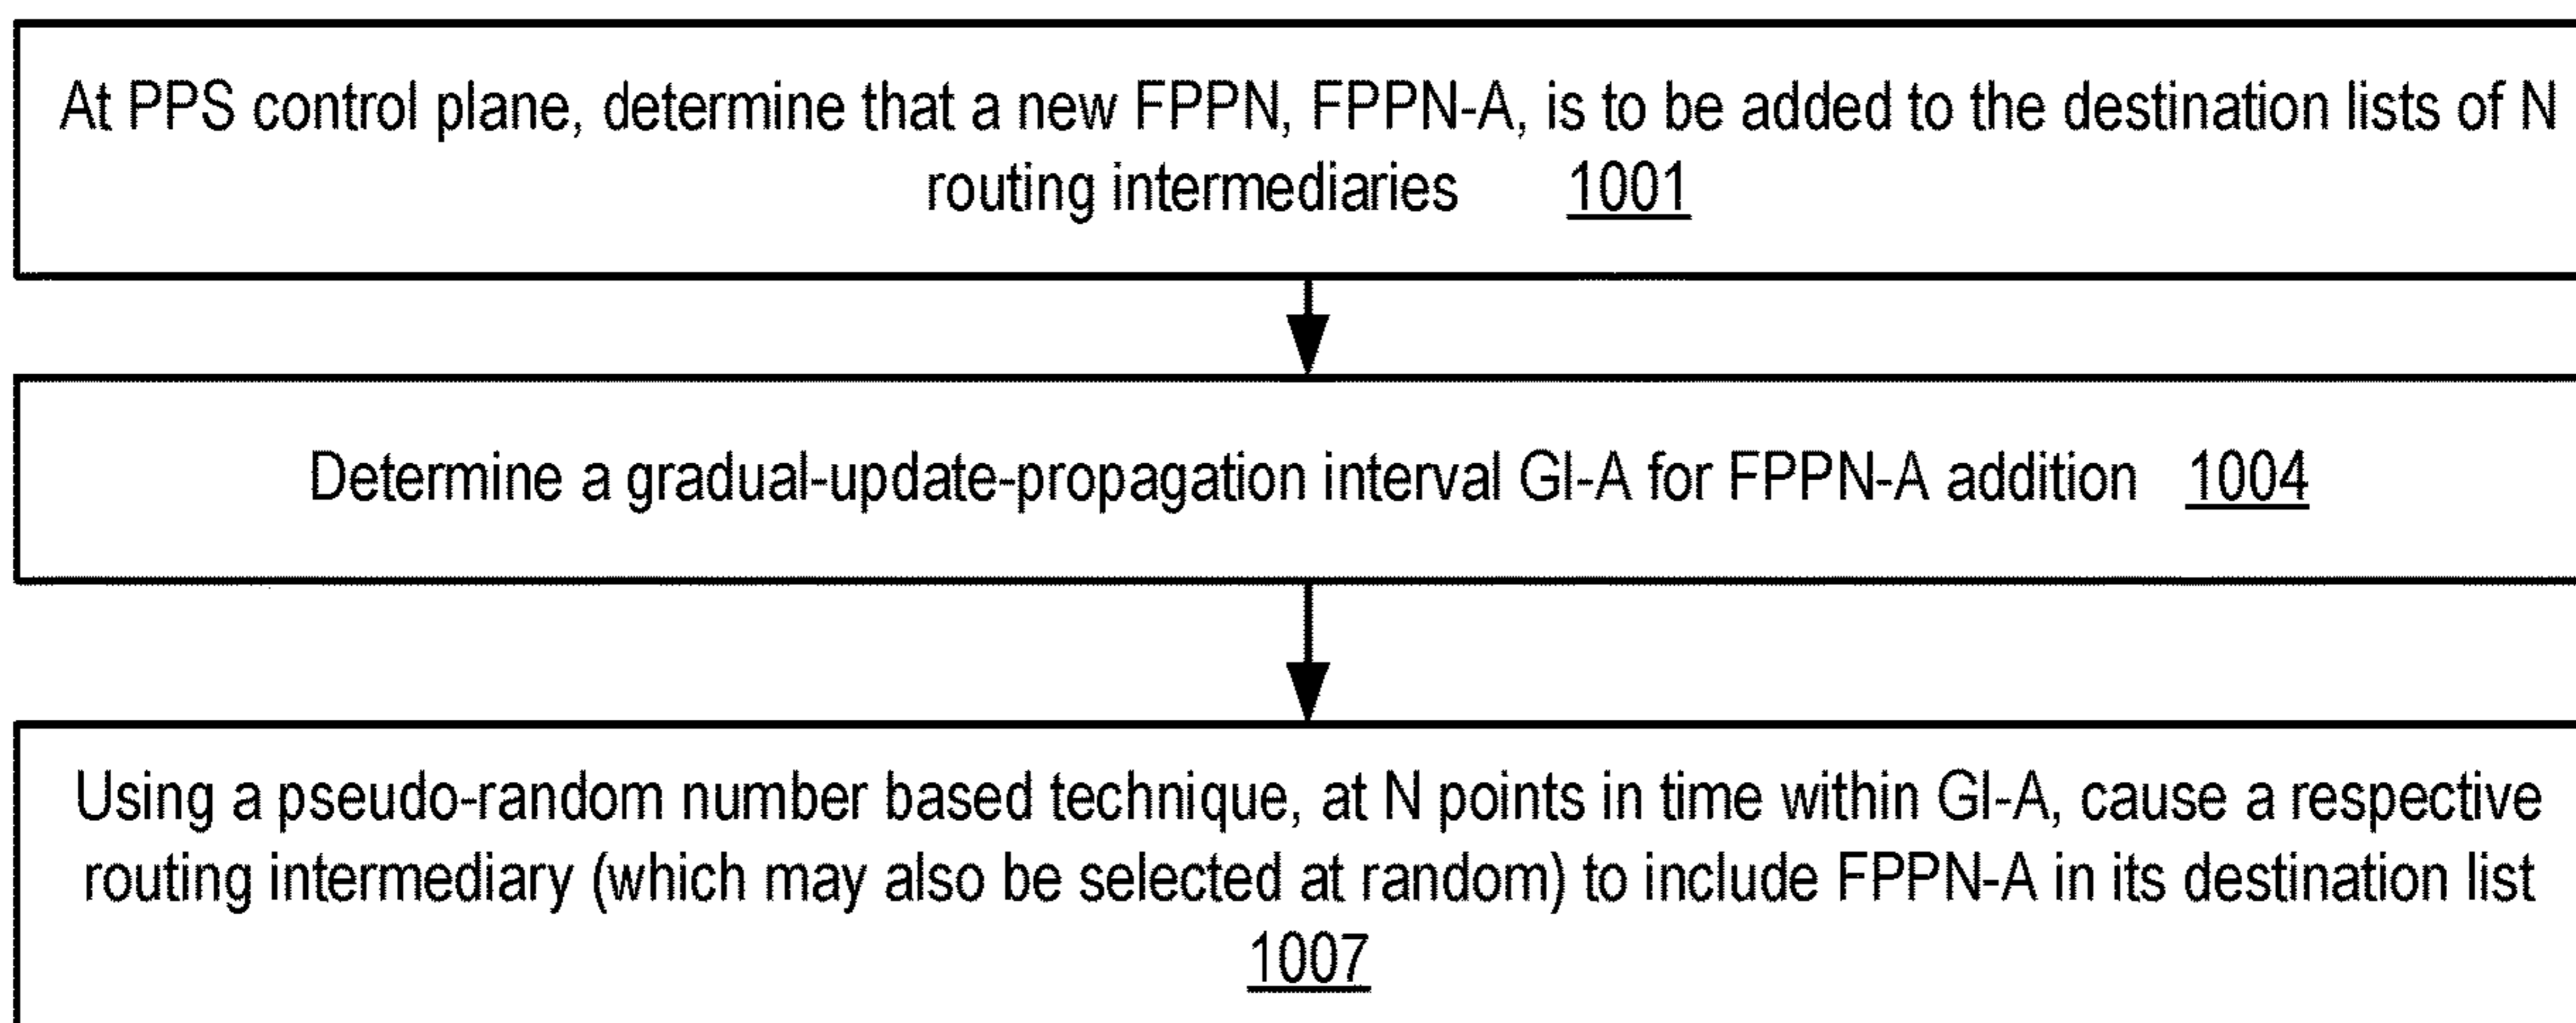 At PPS control plane, determine that a new FPPN, FPPN-A, is to be added to the destination lists of N
routing intermediaries 1001
Determine a gradual-update-propagation interval GI-A for FPPN-A addition 1004
Using a pseudo-random number based technique, at N points in time within GI-A, cause a respective
routing intermediary (which may also be selected at random) to include FPPN-A in its destination list
1007